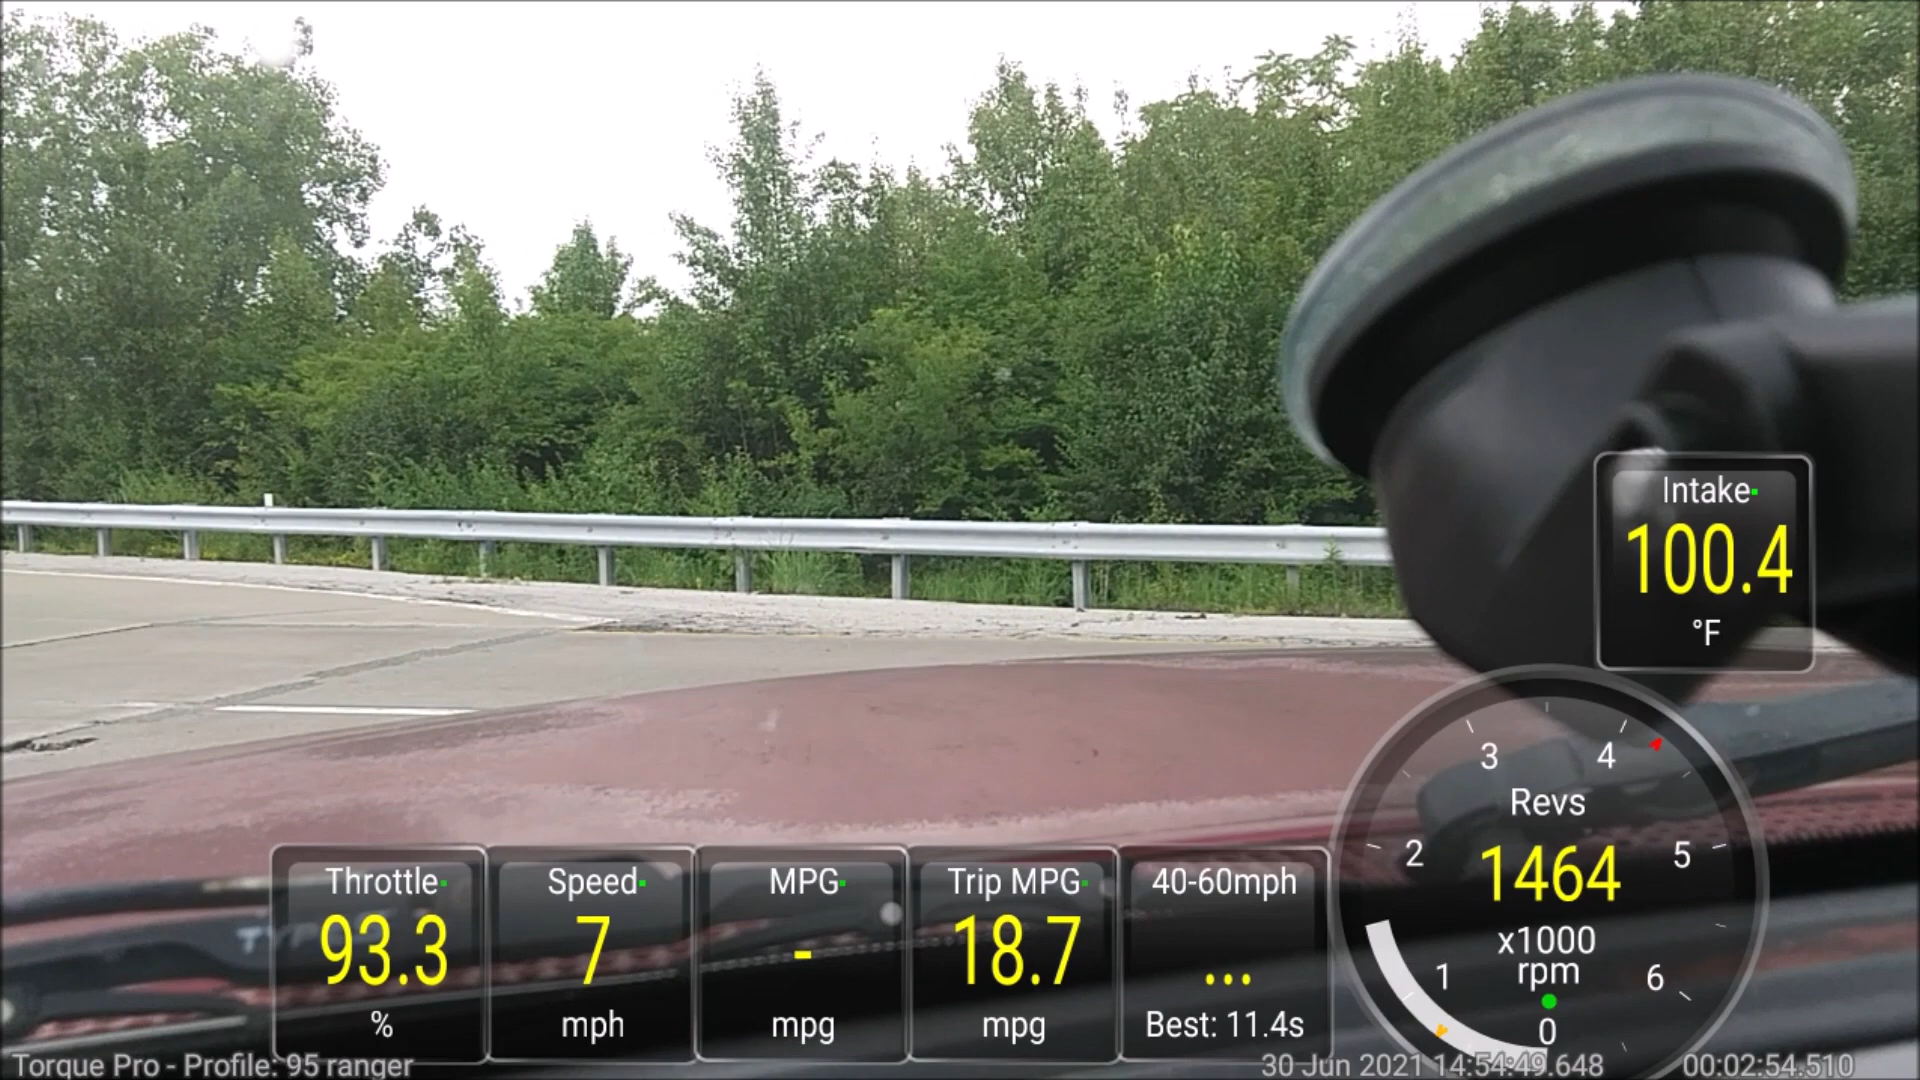 Intake
100.4
°F
3 4
Revs
2 1464 5
x1000
1 rpm 6
0
Throttle
93.3
%
Speed
7
mph
MPG
-
mpg
Trip MPG
18.7
mpg
40-60mph
...
Best: 11.4s
Torque Pro - Profile: 95 ranger
30 Jun 2021 14:54:49.648
00:02:54.510